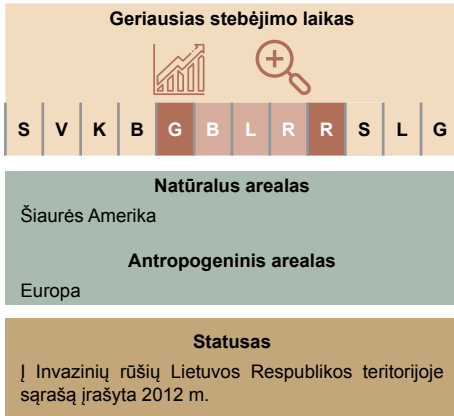 Geriausias stebėjimo laikas
S V K B G B L R R S L G
Natūralus arealas
Šiaurės Amerika
Antropogeninis arealas
Europa
Statusas
Į Invazinių rūšių Lietuvos Respublikos teritorijoje
sąrašą įrašyta 2012 m.